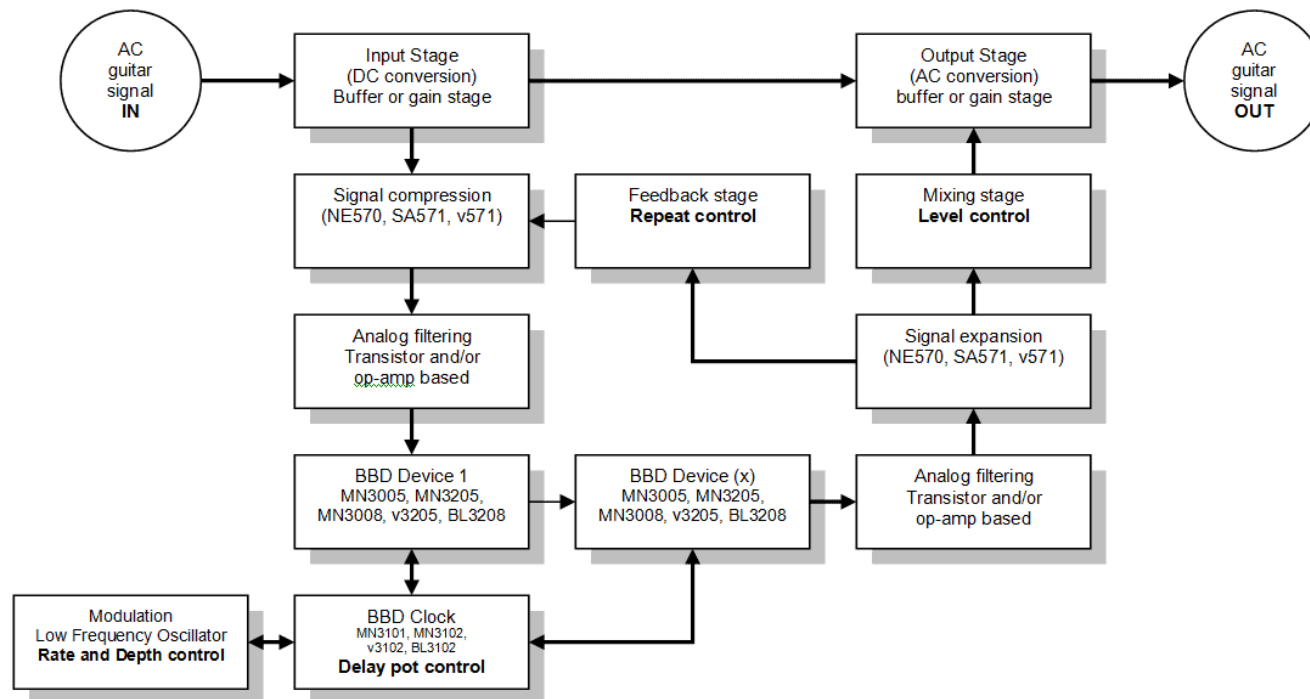 AC
guitar
signal
IN
Input Stage
(DC conversion)
Buffer or gain stage
Output Stage
(AC conversion)
buffer or gain stage
AC
guitar
signal
OUT
Signal compression
(NE570, SA571, v571)
Feedback stage
Repeat control
Mixing stage
Level control
Analog filtering
Transistor and/or
op-amp based
Signal expansion
(NE570, SA571, v571)
BBD Device 1
MN3005, MN3205,
MN3008, v3205, BL3208
BBD Device (x)
MN3005, MN3205,
MN3008, v3205, BL3208
Analog filtering
Transistor and/or
op-amp based
Modulation
Low Frequency Oscillator
Rate and Depth control
BBD Clock
MN3101, MN3102,
v3102, BL3102
Delay pot control